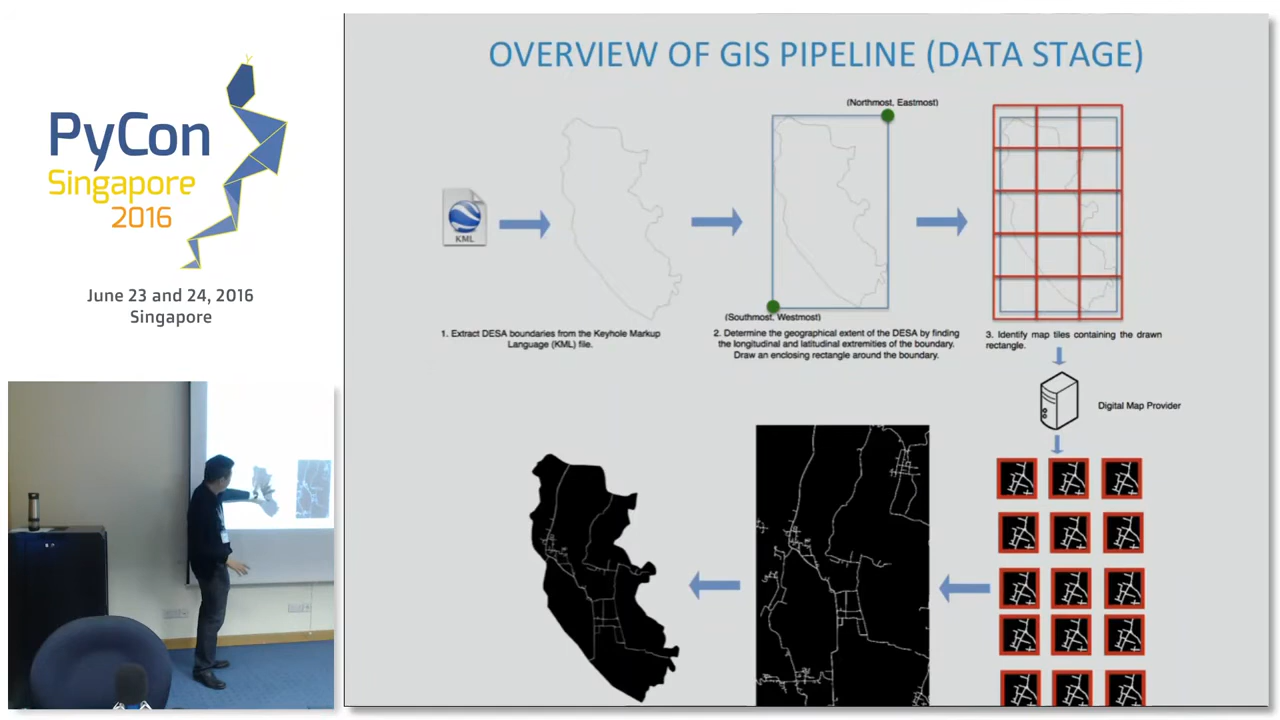 PyCon
Singapore
2016
June 23 and 24, 2016
Singapore
OVERVIEW OF GIS PIPELINE (DATA STAGE)
(Northmost, Eastmost)
KML
(Southmost, Westmost)
1. Extract DESA boundaries from the Keyhole Markup
Language (KML) file.
2. Determine the geographical extent of the DESA by finding
the longitudinal and latitudinal extremities of the boundary.
Draw an enclosing rectangle around the boundary.
3. Identify map tiles containing the drawn
rectangle.
Digital Map Provider